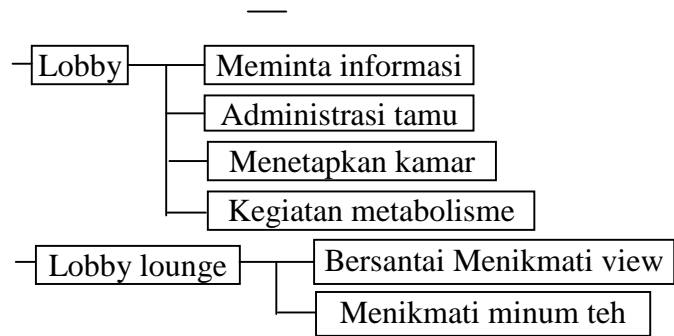 Lobby
Meminta informasi
Administrasi tamu
Menetapkan kamar
Kegiatan metabolisme
Lobby lounge
Bersantai Menikmati view
Menikmati minum teh